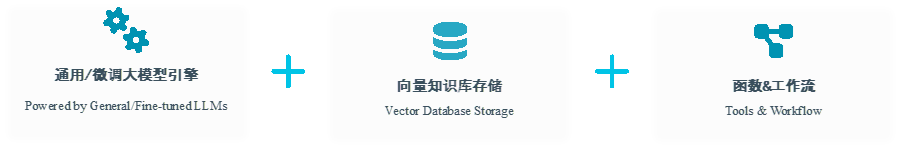 通用/微调大模型引擎
Powered by General/Fine-tuned LLMs
向量知识库存储
Vector Database Storage
函数&工作流
Tools & Workflow